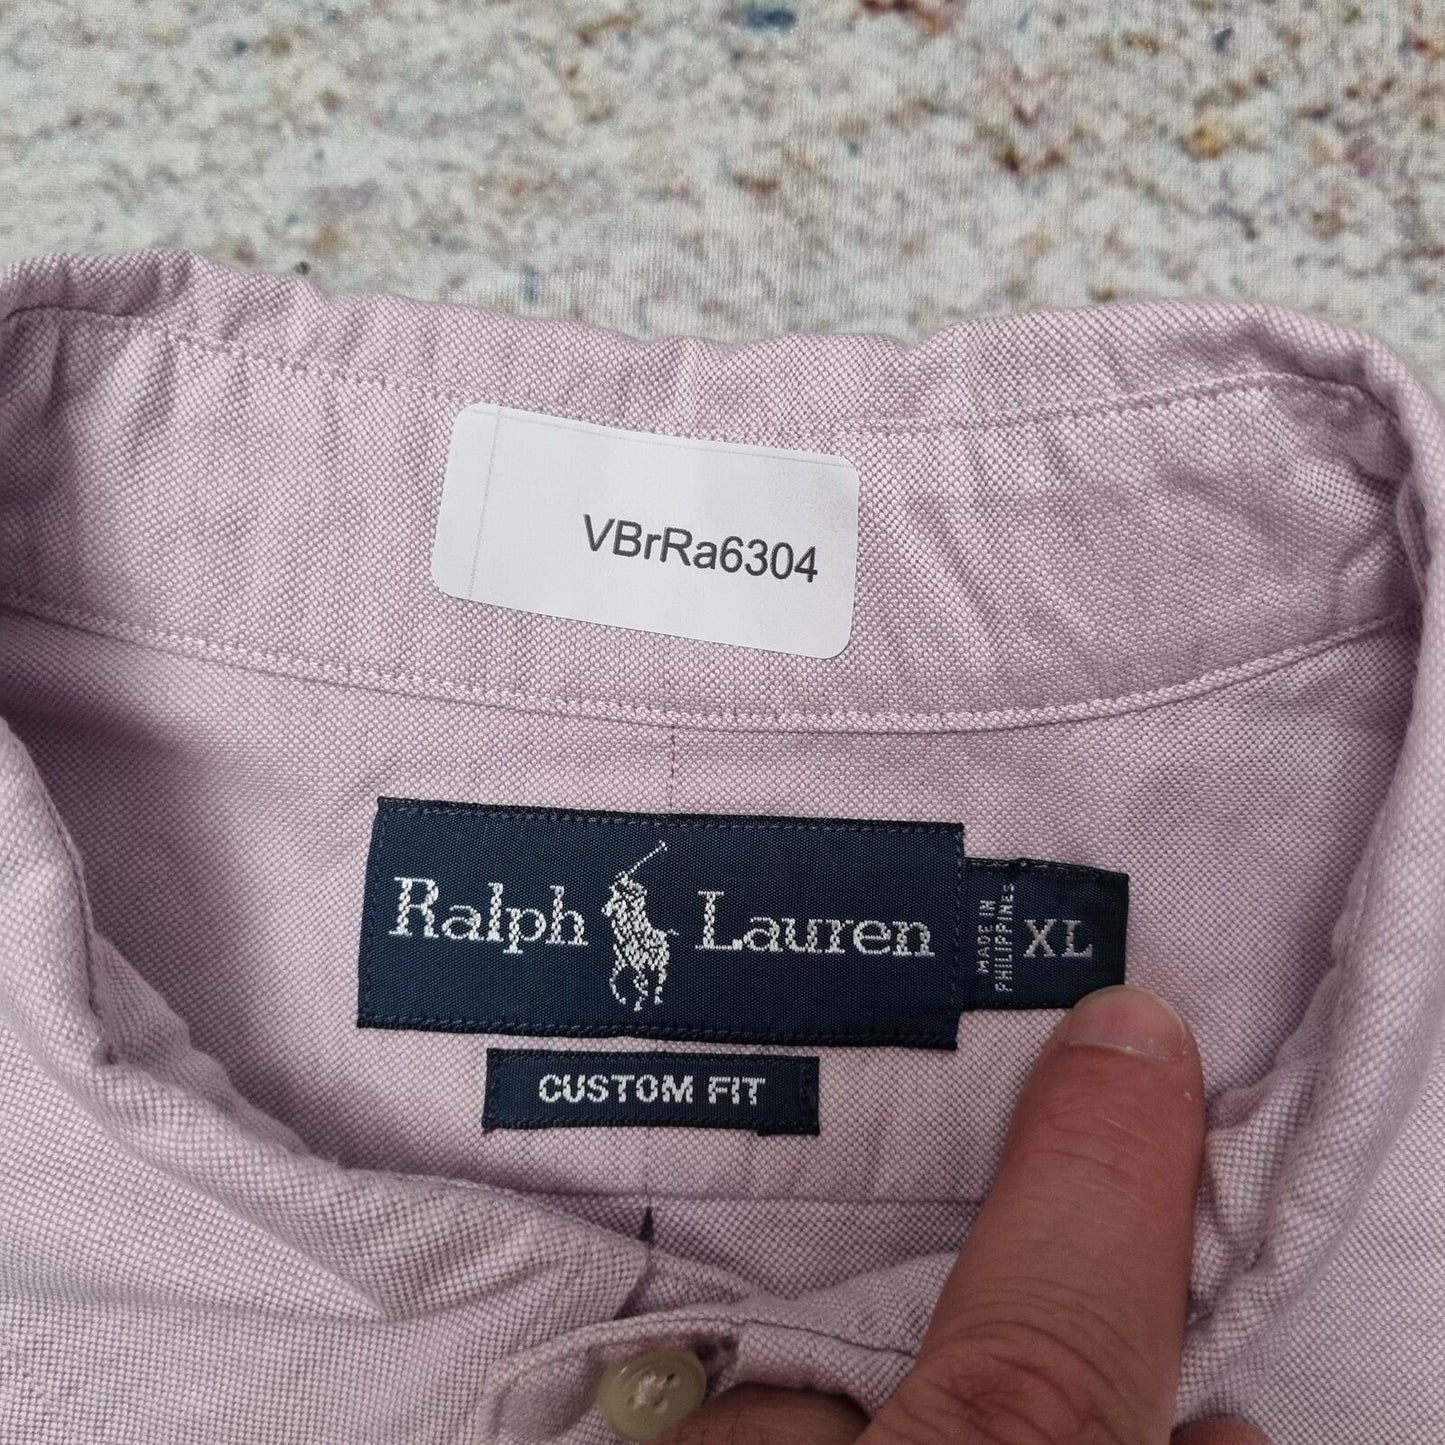 VBrRa6304
Ralph Lauren
MADE IN
PHILIPPINES
XL
CUSTOM FIT